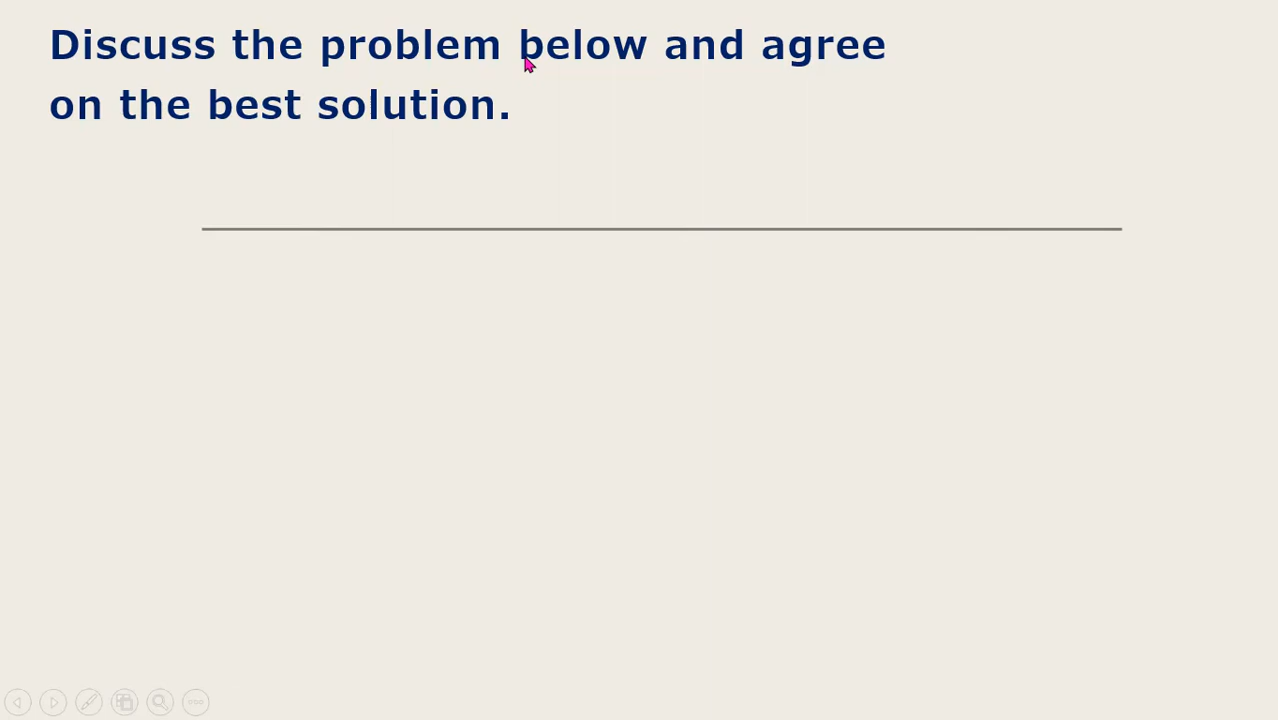 Discuss the problem below and agree
on the best solution.